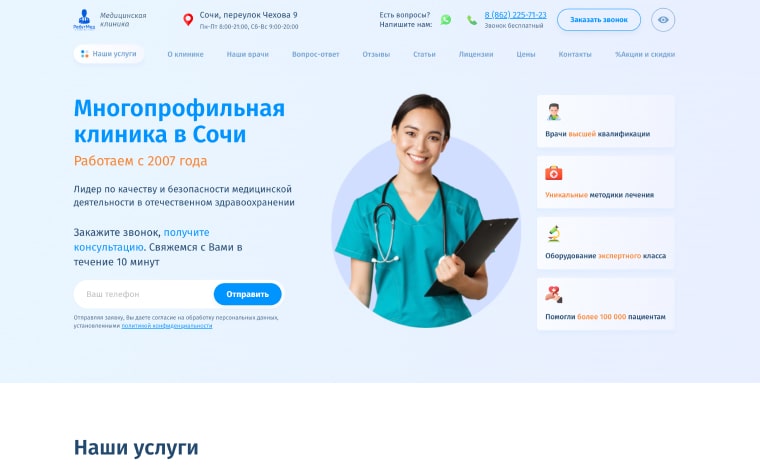 Медицинская
клиника
Сочи, переулок Чехова 9
Пн-Пт 8:00-21:00, Сб-Вс 9:00-20:00
Есть вопросы?
Напишите нам:
8 (862) 225-71-23
Звонок бесплатный
Заказать звонок
Наши услуги
О клинике
Наши врачи
Вопрос-ответ
Отзывы
Статьи
Лицензии
Цены
Контакты
%Акции и скидки
Многопрофильная
клиника в Сочи
Работаем с 2007 года
Лидер по качеству и безопасности медицинской
деятельности в отечественном здравоохранении
Закажите звонок, получите
консультацию. Свяжемся с Вами в
течение 10 минут
Ваш телефон
Отправить
Отправляя заявку, Вы даете согласие на обработку персональных данных,
установленными политикой конфиденциальности
Врачи высшей квалификации
Уникальные методики лечения
Оборудование экспертного класса
Помогли более 100 000 пациентам
Наши услуги